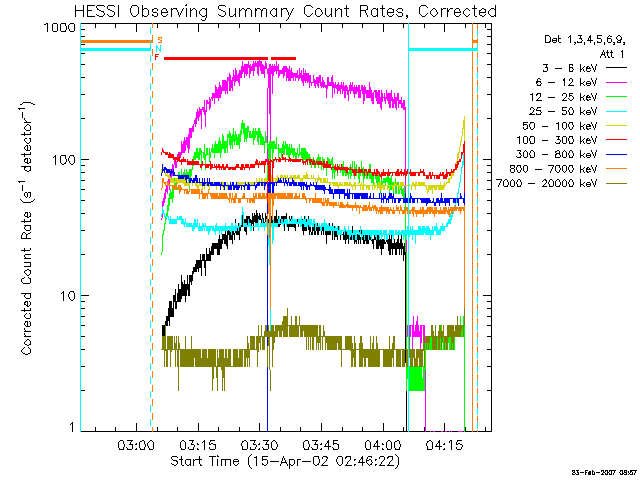 HESSI Observing Summary Count Rates, Corrected
1000
100
10
1
Corrected Count Rate (s⁻¹ detector⁻¹)
S
N
F
Det 1,3,4,5,6,9,
Att 1
3 - 6 keV
6 - 12 keV
12 - 25 keV
25 - 50 keV
50 - 100 keV
100 - 300 keV
300 - 800 keV
800 - 7000 keV
7000 - 20000 keV
03:00 03:15 03:30 03:45 04:00 04:15
Start Time (15-Apr-02 02:46:22)
23-Feb-2007 08:57